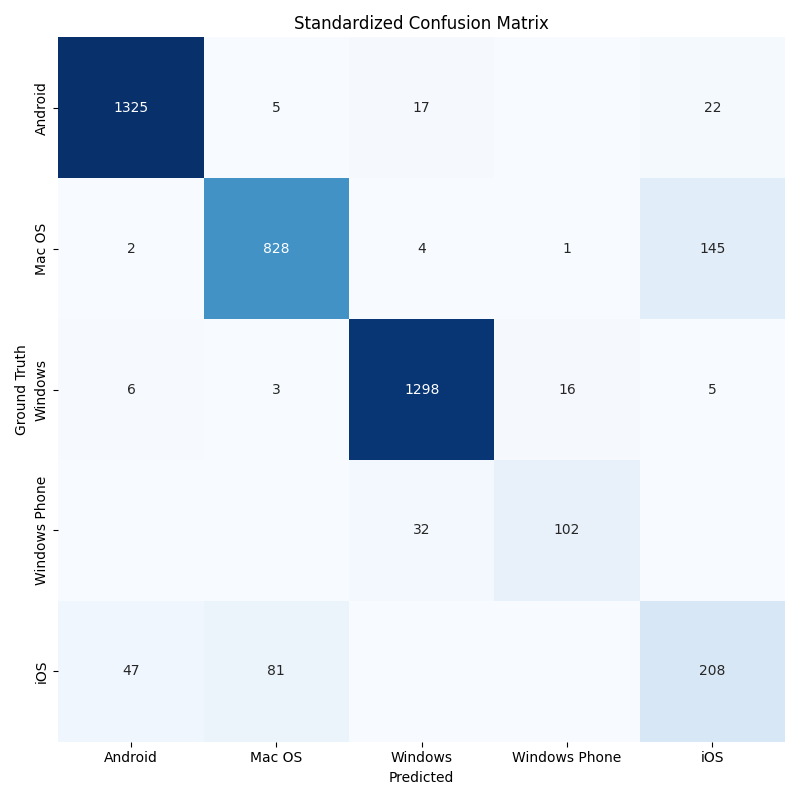 Standardized Confusion Matrix
Ground Truth
Android
1325 5 17 22
Mac OS
2 828 4 1 145
Windows
6 3 1298 16 5
Windows Phone
32 102
iOS
47 81 208
Android Mac OS Windows Windows Phone iOS
Predicted